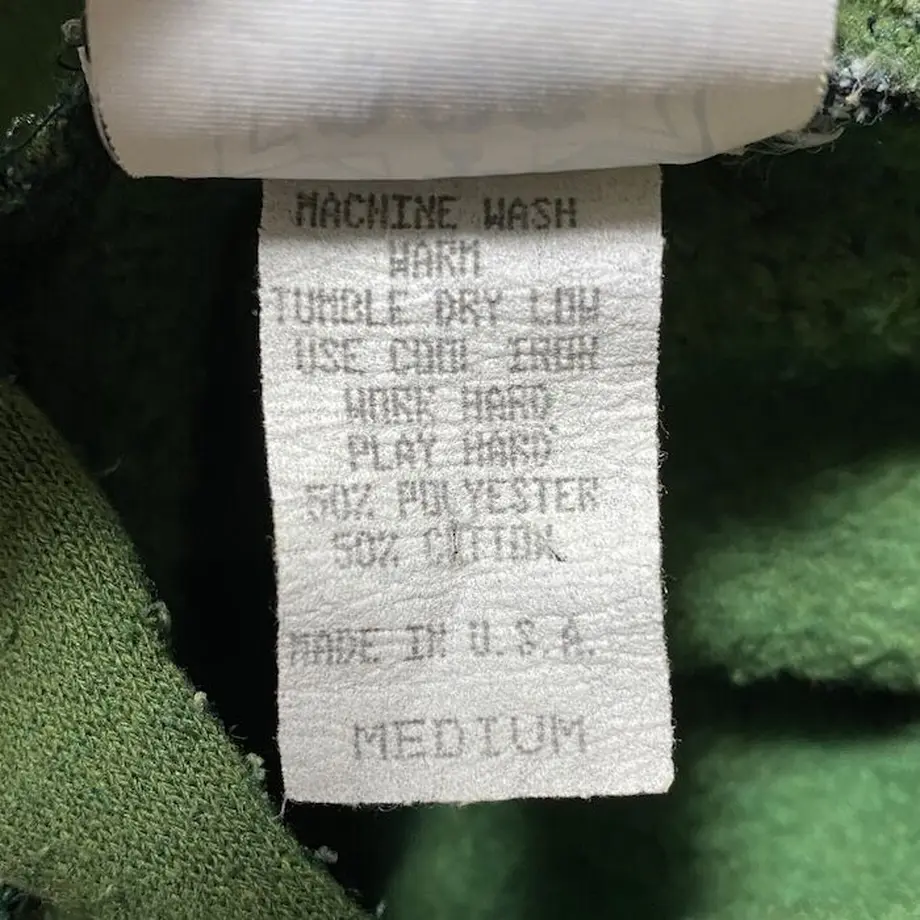 MACHINE WASH
WARM
TUMBLE DRY LOW
USE COOL IRON
WORK HARD
PLAY HARD
50% POLYESTER
50% COTTON
MADE IN U.S.A.
MEDIUM